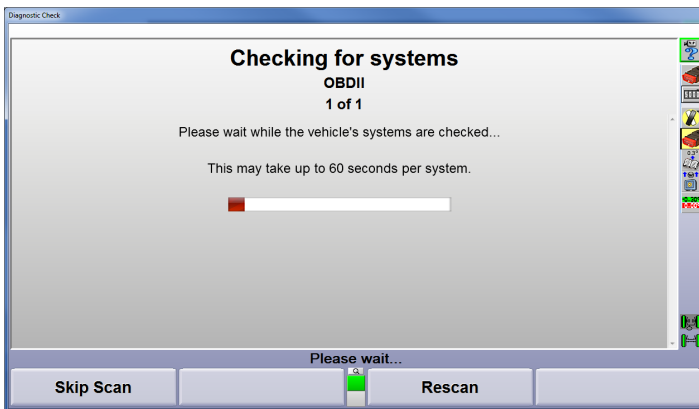 Diagnostic Check
Checking for systems
OBDII
1 of 1
Please wait while the vehicle's systems are checked...
This may take up to 60 seconds per system.
Please wait...
Skip Scan
Rescan